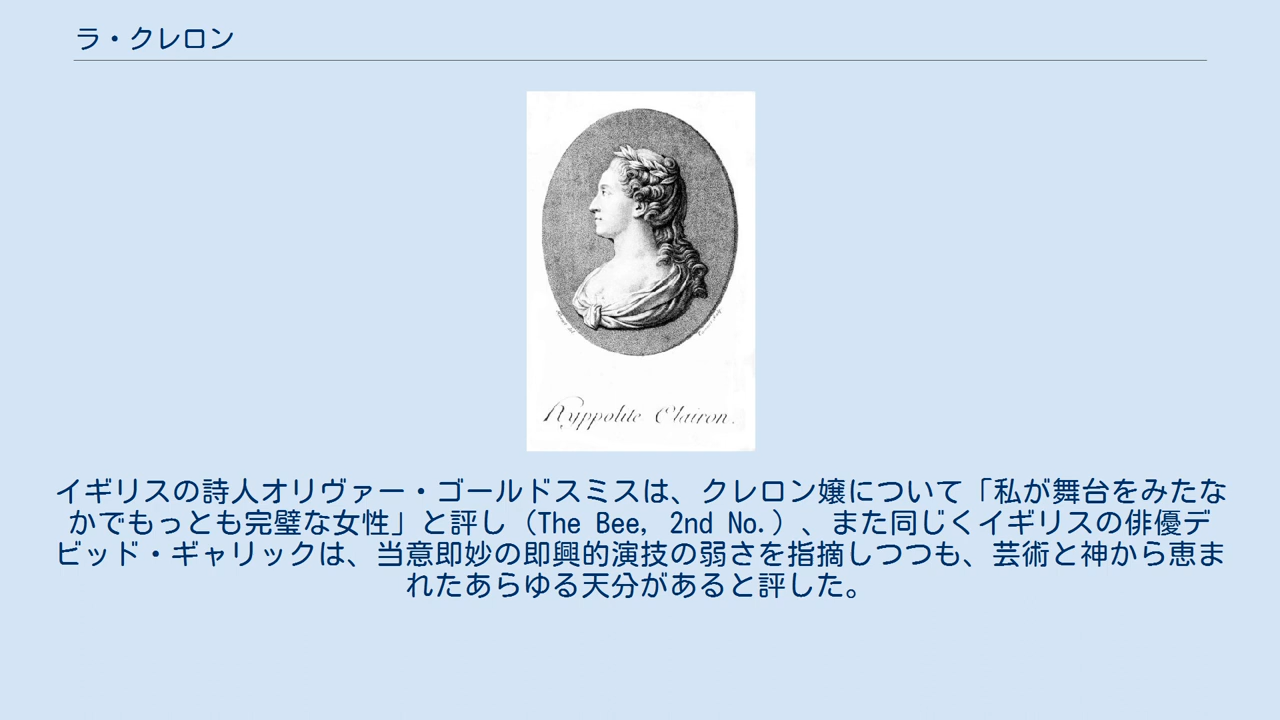 ラ・クレロン
Hyppolite Clairon.
イギリスの詩人オリヴァー・ゴールドスミスは、クレロン嬢について「私が舞台をみたな
かでもっとも完璧な女性」と評し（The Bee, 2nd No.）、また同じくイギリスの俳優デ
ビッド・ギャリックは、当意即妙の即興的演技の弱さを指摘しつつも、芸術と神から恵ま
れたあらゆる天分があると評した。